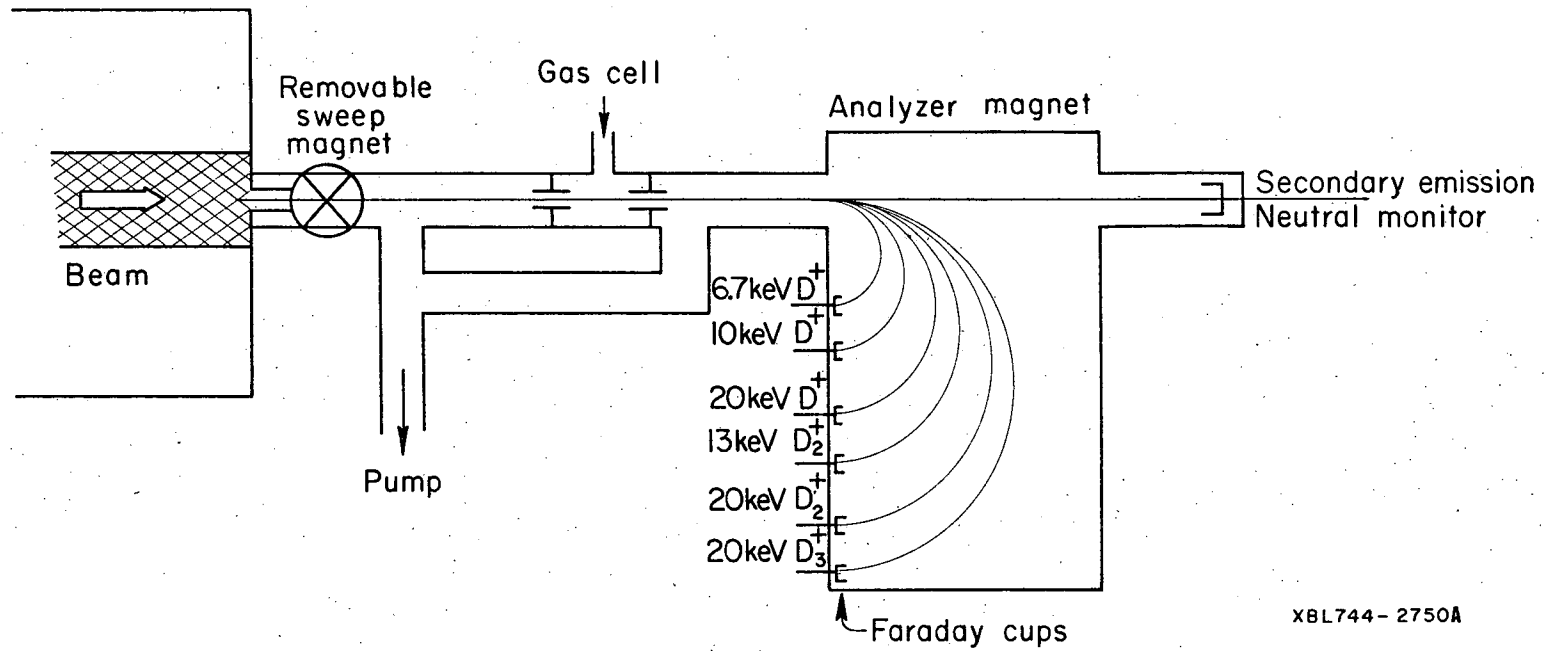 Gas cell
Removable
sweep
magnet
Analyzer magnet
Beam
Secondary emission
Neutral monitor
6.7keV D+
10keV D+
20keV D+
13keV D2+
20keV D2+
20keV D3+
Pump
Faraday cups
XBL744-2750A